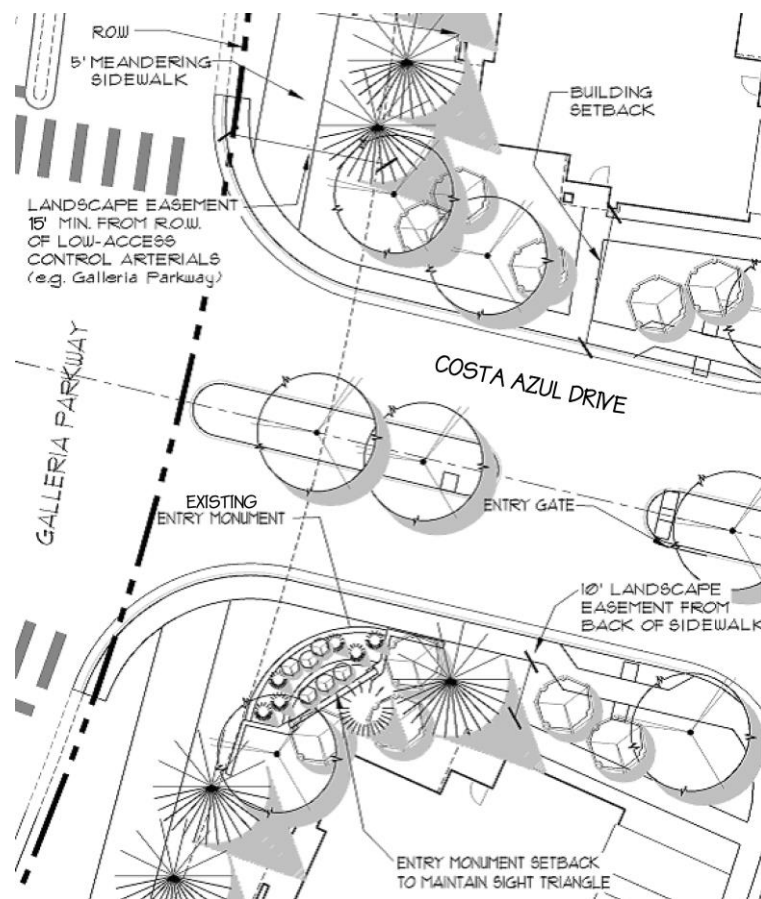 R.O.W
5' MEANDERING
SIDEWALK
BUILDING
SETBACK
LANDSCAPE EASEMENT
15' MIN. FROM R.O.W.
OF LOW-ACCESS
CONTROL ARTERIALS
(e.g. Galleria Parkway)
GALLERIA PARKWAY
COSTA AZUL DRIVE
EXISTING
ENTRY MONUMENT
ENTRY GATE
10' LANDSCAPE
EASEMENT FROM
BACK OF SIDEWALK
ENTRY MONUMENT SETBACK
TO MAINTAIN SIGHT TRIANGLE